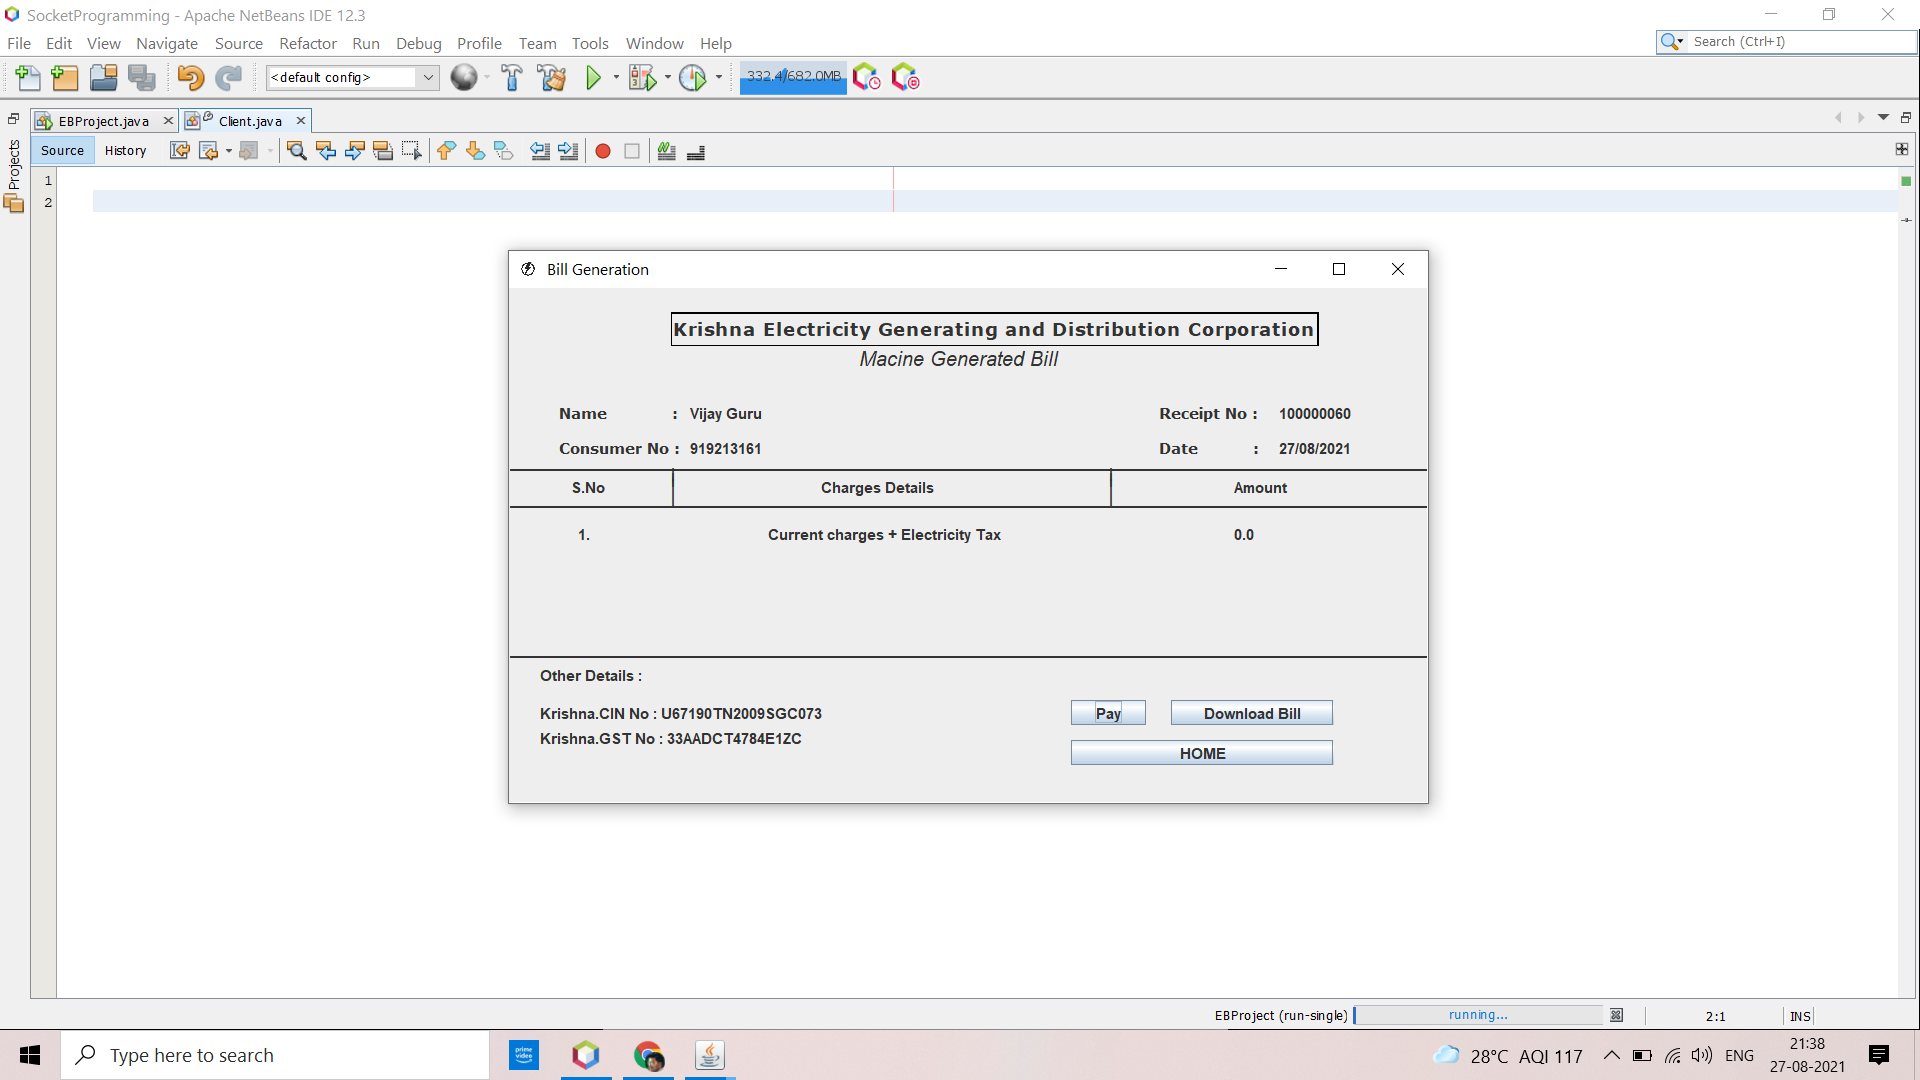 SocketProgramming - Apache NetBeans IDE 12.3
File Edit View Navigate Source Refactor Run Debug Profile Team Tools Window Help
Search (Ctrl+I)
<default config>
332.4/682.0MB
EBProject.java
Client.java
Projects
Source
History
1
2
Bill Generation
Krishna Electricity Generating and Distribution Corporation
Macine Generated Bill
Name : Vijay Guru
Receipt No : 100000060
Consumer No : 919213161
Date : 27/08/2021
S.No Charges Details Amount
1. Current charges + Electricity Tax 0.0
Other Details :
Krishna.CIN No : U67190TN2009SGC073
Krishna.GST No : 33AADCT4784E1ZC
Pay
Download Bill
HOME
EBProject (run-single)
running...
2:1
INS
Type here to search
prime video
28°C AQI 117
ENG
21:38
27-08-2021